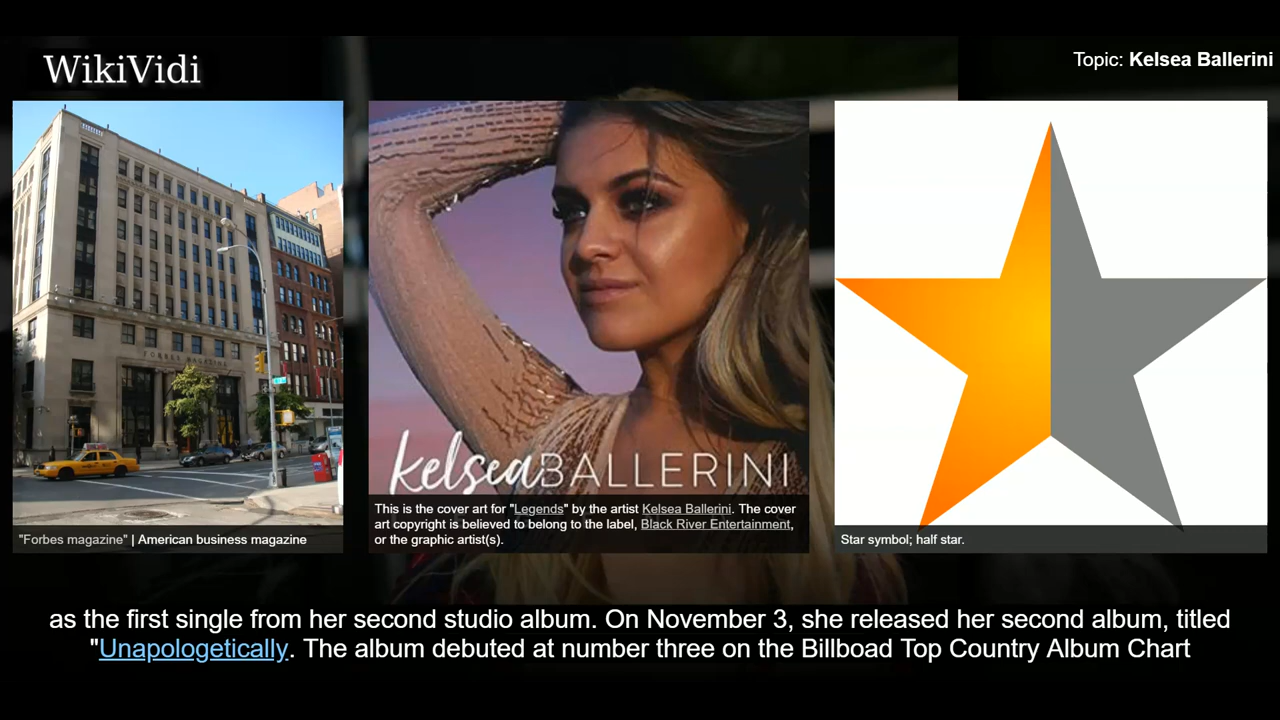 WikiVidi
Topic: Kelsea Ballerini
FORBES MAGAZINE
kelsea BALLERINI
"Forbes magazine" | American business magazine
This is the cover art for "Legends" by the artist Kelsea Ballerini. The cover
art copyright is believed to belong to the label, Black River Entertainment,
or the graphic artist(s).
Star symbol; half star.
as the first single from her second studio album. On November 3, she released her second album, titled
"Unapologetically. The album debuted at number three on the Billboad Top Country Album Chart